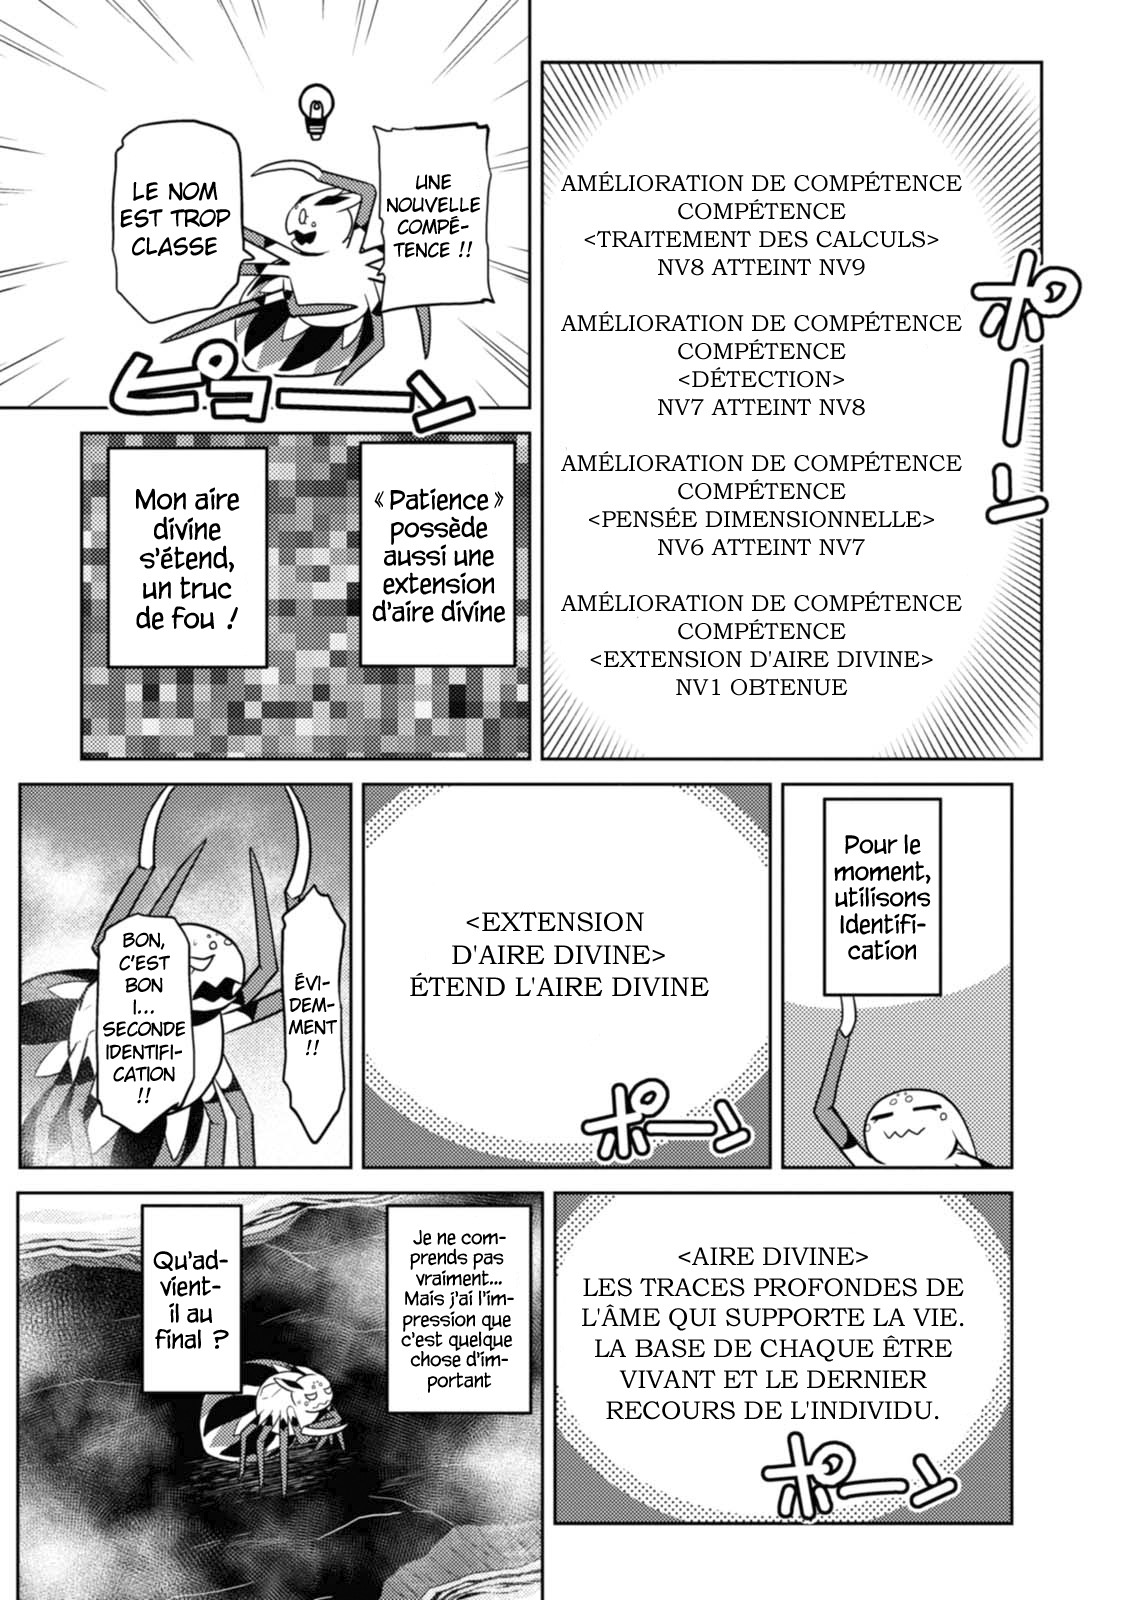 AMÉLIORATION DE COMPÉTENCE
COMPÉTENCE
<TRAITEMENT DES CALCULS>
NV8 ATTEINT NV9
AMÉLIORATION DE COMPÉTENCE
COMPÉTENCE
<DÉTECTION>
NV7 ATTEINT NV8
AMÉLIORATION DE COMPÉTENCE
COMPÉTENCE
<PENSÉE DIMENSIONNELLE>
NV6 ATTEINT NV7
AMÉLIORATION DE COMPÉTENCE
COMPÉTENCE
<EXTENSION D'AIRE DIVINE>
NV1 OBTENUE
ポーン
UNE
NOUVELLE
COMPÉ-
TENCE !!
LE NOM
EST TROP
CLASSE
ピコーン
《Patience》
possède
aussi une
extension
d'aire divine
Mon aire
divine
s'étend,
un truc
de fou !
Pour le
moment,
utilisons
Identifi-
cation
<EXTENSION
D'AIRE DIVINE>
ÉTEND L'AIRE DIVINE
ポーン
ÉVI-
DEM-
MENT
!!
BON,
C'EST
BON
I...
SECONDE
IDENTIFI-
CATION
!!
<AIRE DIVINE>
LES TRACES PROFONDES DE
L'ÂME QUI SUPPORTE LA VIE.
LA BASE DE CHAQUE ÊTRE
VIVANT ET LE DERNIER
RECOURS DE L'INDIVIDU.
ポーン
Je ne com-
prends pas
vraiment...
Mais j'ai l'im-
pression que
c'est quelque
chose d'im-
portant
Qu'ad-
vient-
il au
final ?